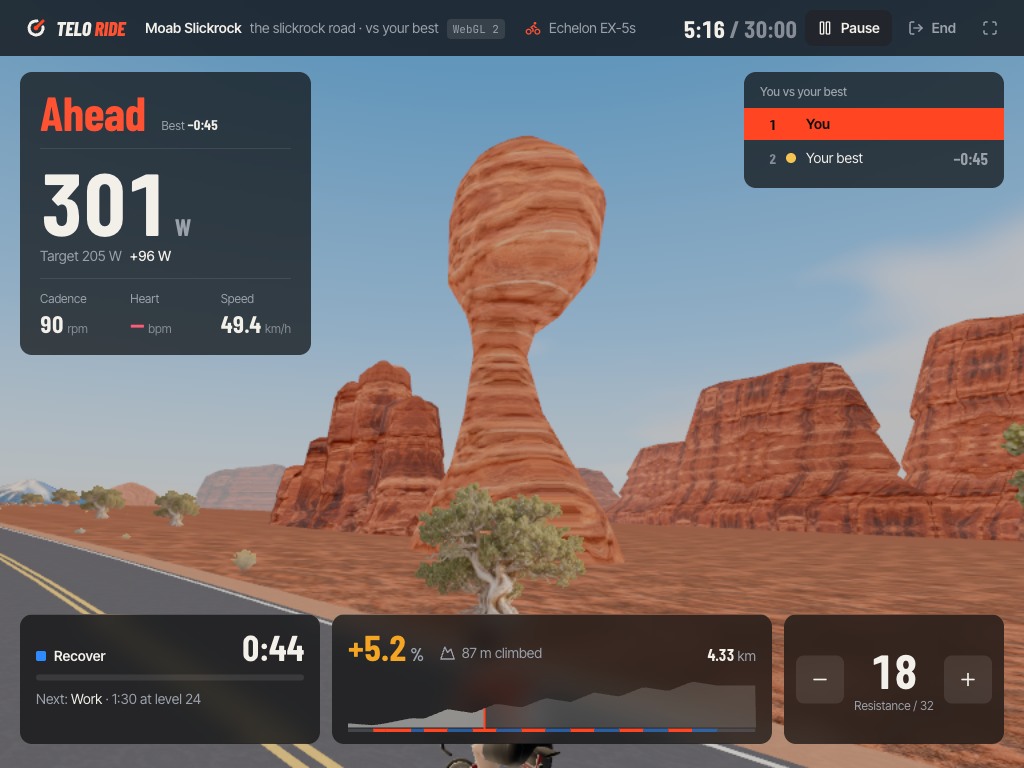 TELO RIDE
Moab Slickrock the slickrock road · vs your best WebGL 2 Echelon EX-5s 5:16 / 30:00 Pause End
Ahead Best −0:45
301 W
Target 205 W +96 W
Cadence Heart Speed
90 rpm — bpm 49.4 km/h
You vs your best
1 You
2 Your best −0:45
Recover 0:44
Next: Work · 1:30 at level 24
+5.2 % 87 m climbed 4.33 km
− 18 +
Resistance / 32